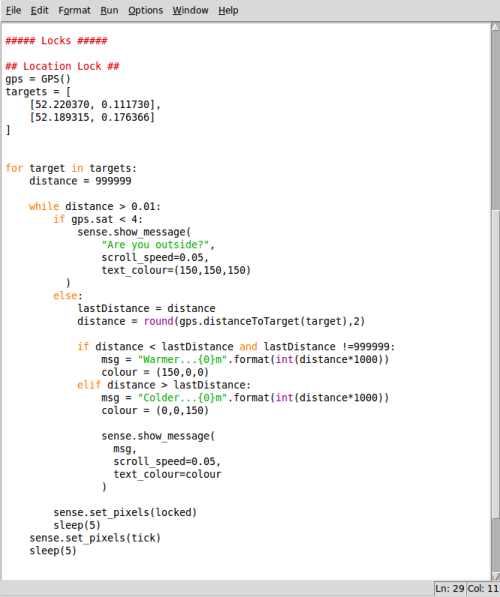 File Edit Format Run Options Window Help
##### Locks #####
## Location Lock ##
gps = GPS()
targets = [
    [52.220370, 0.111730],
    [52.189315, 0.176366]
]
for target in targets:
    distance = 999999
    while distance > 0.01:
        if gps.sat < 4:
            sense.show_message(
                "Are you outside?",
                scroll_speed=0.05,
                text_colour=(150,150,150)
          )
        else:
            lastDistance = distance
            distance = round(gps.distanceToTarget(target),2)
            if distance < lastDistance and lastDistance !=999999:
                msg = "Warmer...{0}m".format(int(distance*1000))
                colour = (150,0,0)
            elif distance > lastDistance:
                msg = "Colder...{0}m".format(int(distance*1000))
                colour = (0,0,150)
                sense.show_message(
                  msg,
                  scroll_speed=0.05,
                  text_colour=colour
                )
        sense.set_pixels(locked)
        sleep(5)
    sense.set_pixels(tick)
    sleep(5)
Ln: 29 Col: 11